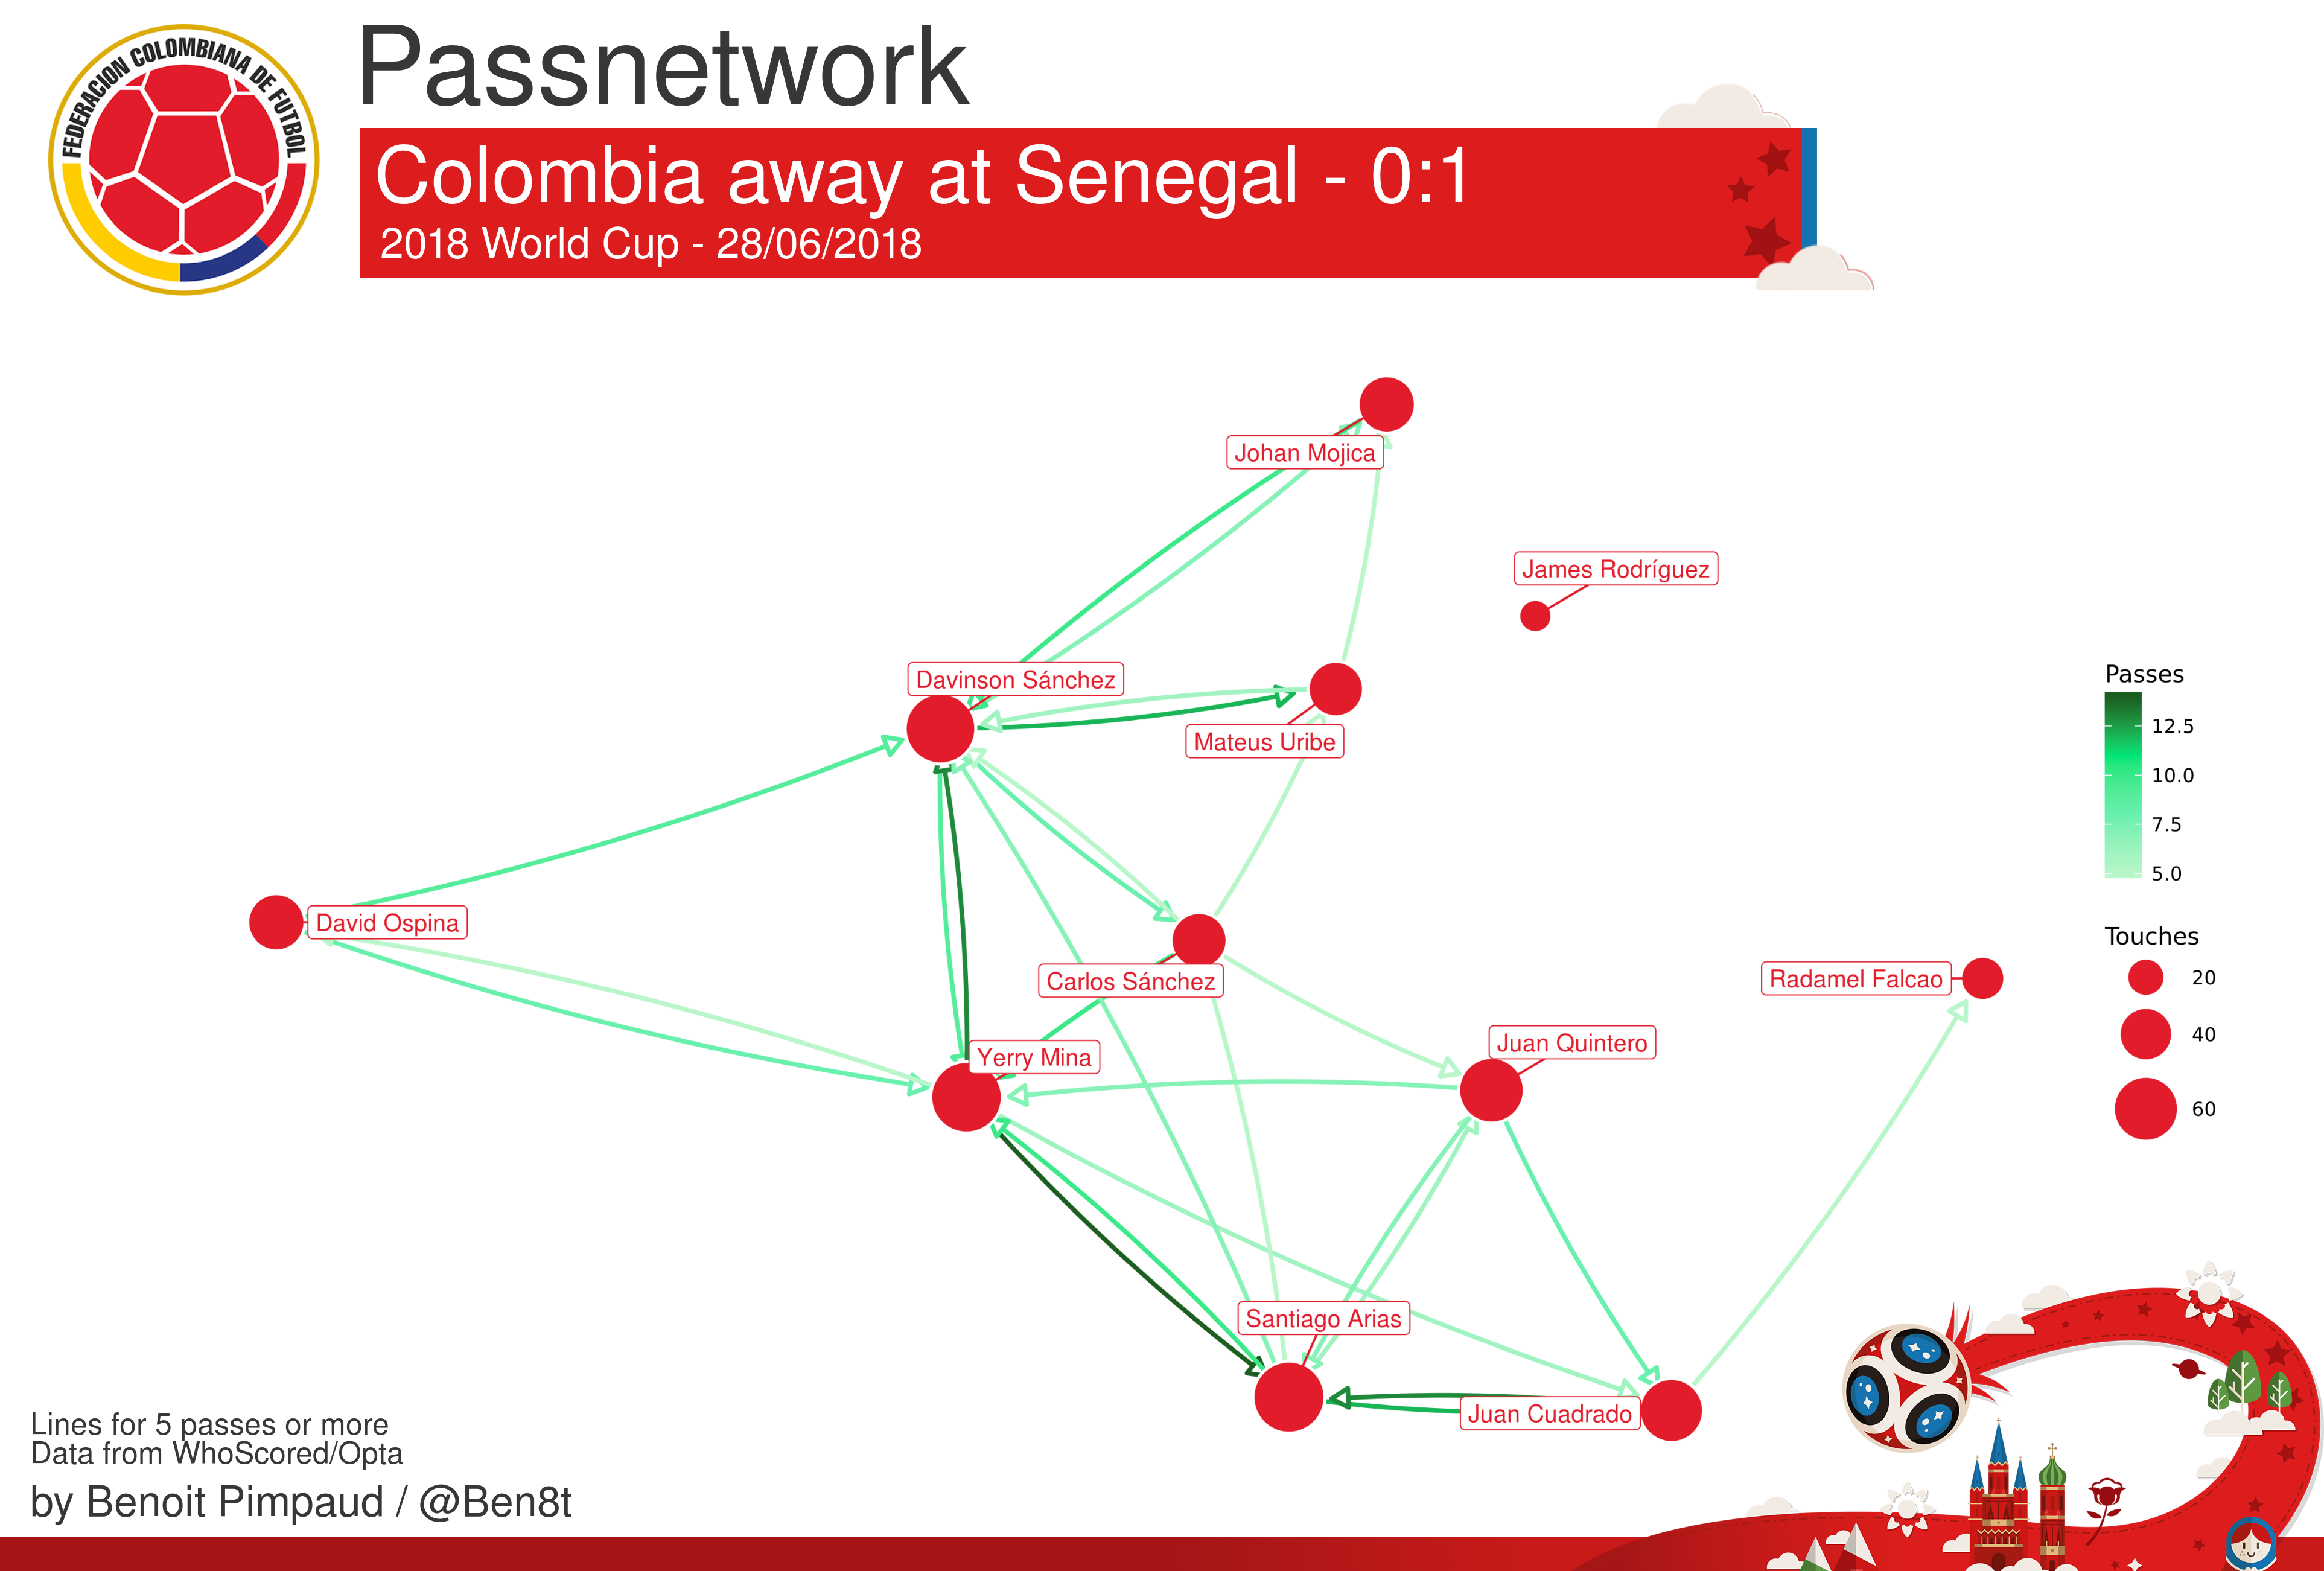 FEDERACION COLOMBIANA DE FUTBOL
Passnetwork
Colombia away at Senegal - 0:1
2018 World Cup - 28/06/2018
Johan Mojica
James Rodríguez
Davinson Sánchez
Mateus Uribe
David Ospina
Carlos Sánchez
Radamel Falcao
Yerry Mina
Juan Quintero
Santiago Arias
Juan Cuadrado
Passes
12.5
10.0
7.5
5.0
Touches
20
40
60
Lines for 5 passes or more
Data from WhoScored/Opta
by Benoit Pimpaud / @Ben8t